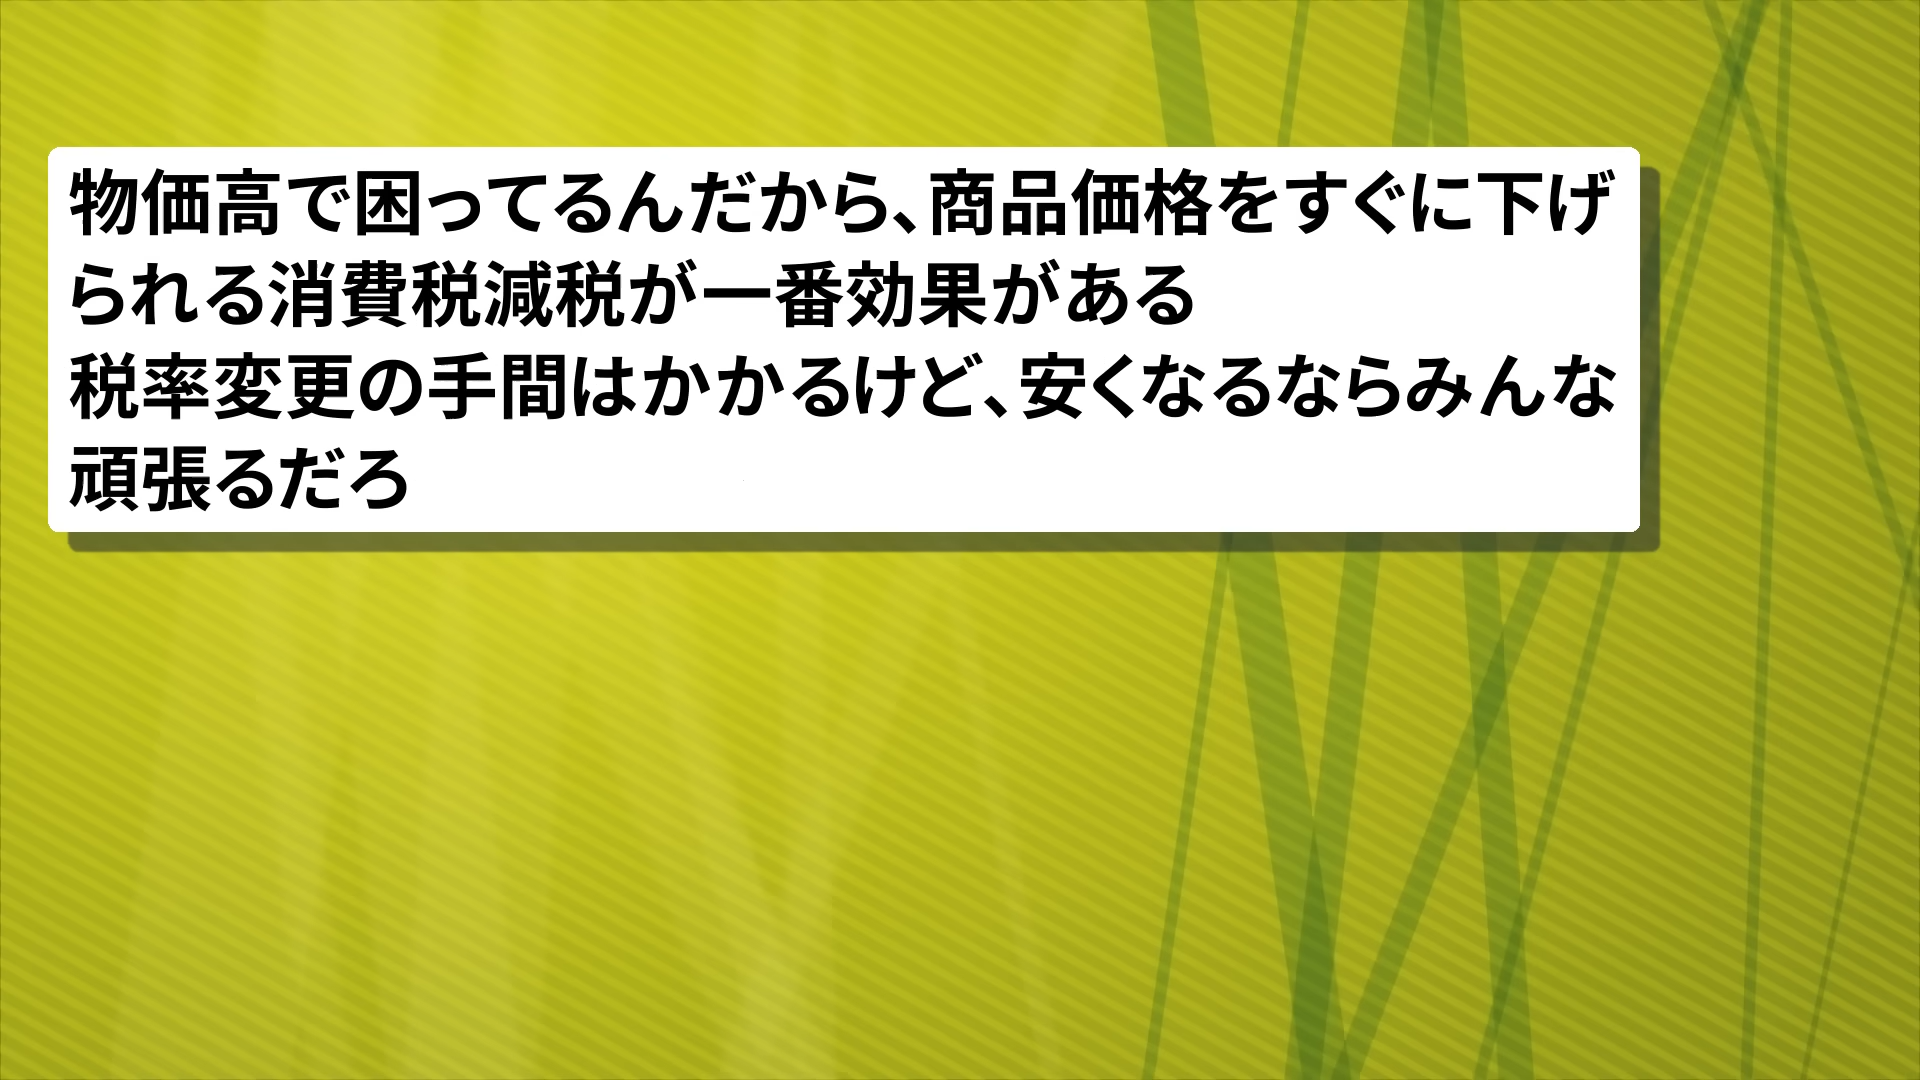 物価高で困ってるんだから、商品価格をすぐに下げ
られる消費税減税が一番効果がある
税率変更の手間はかかるけど、安くなるならみんな
頑張るだろ